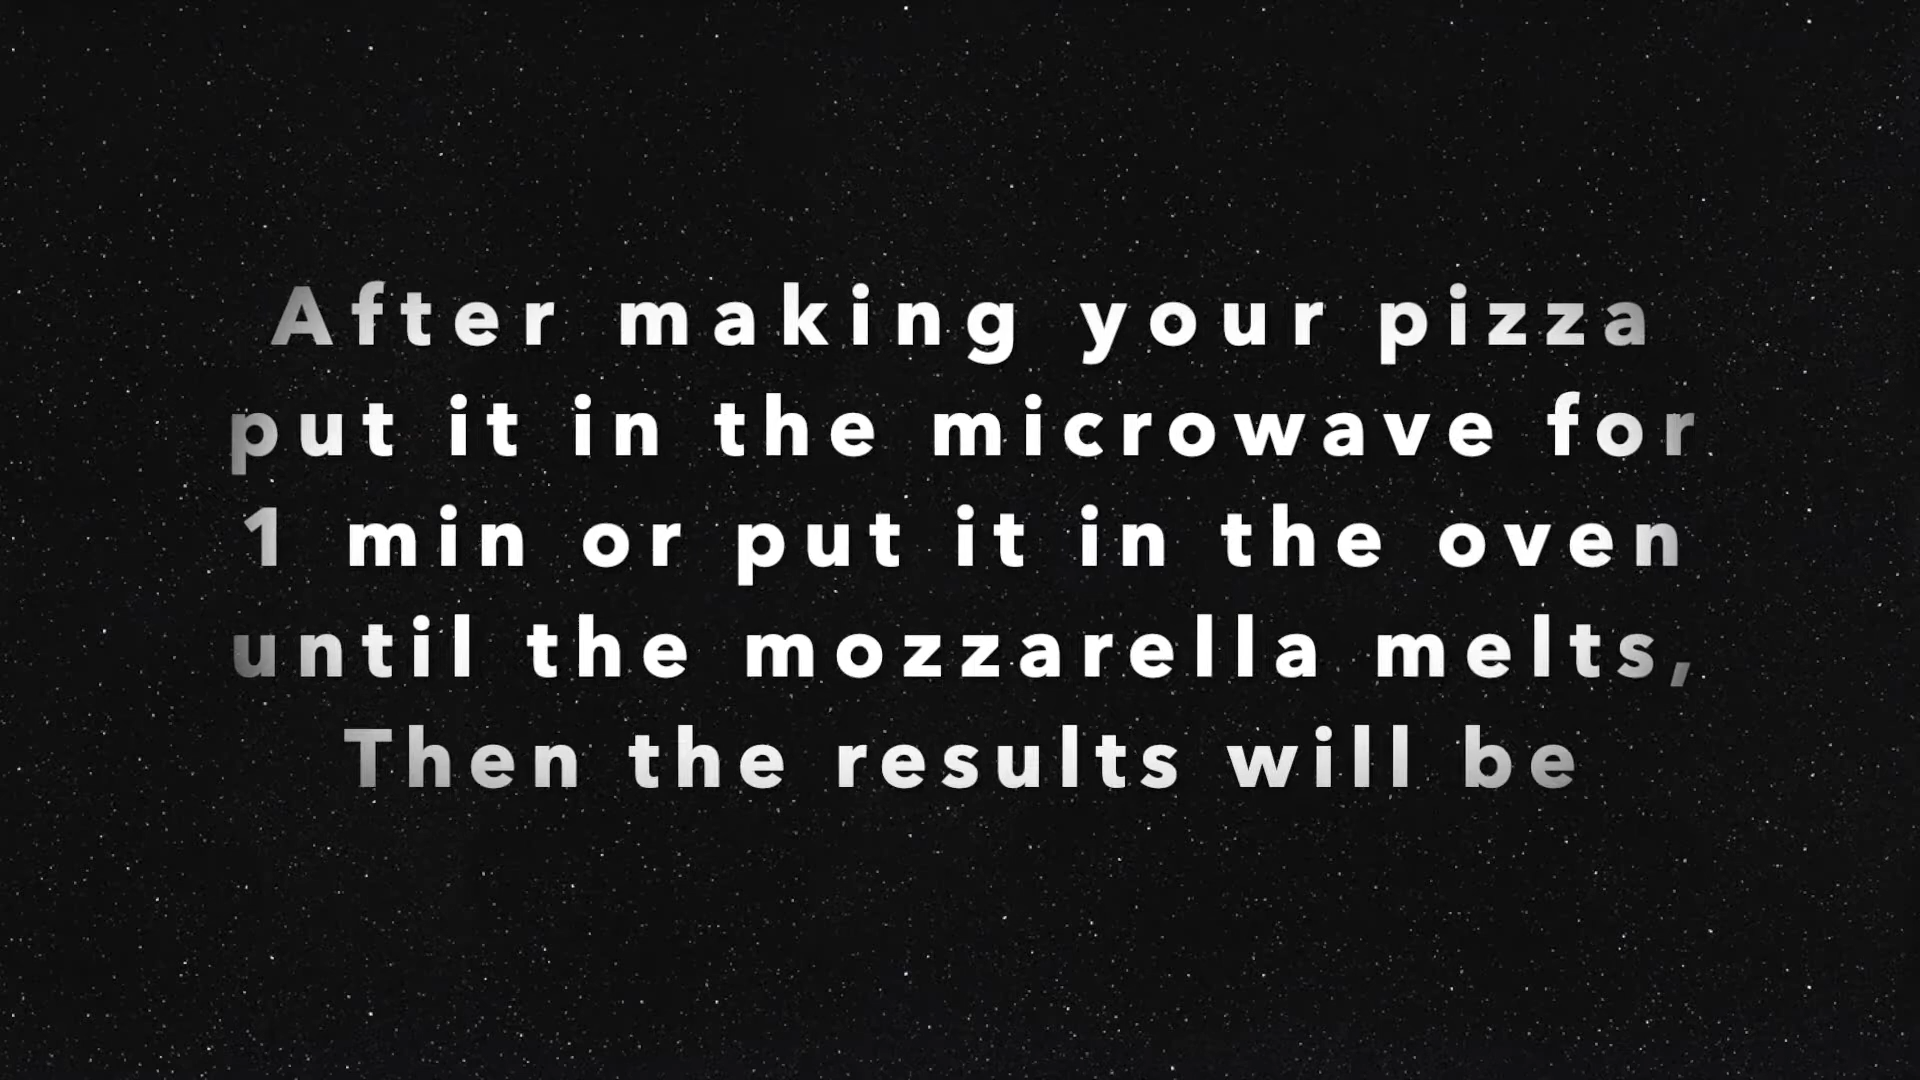 After making your pizza
put it in the microwave for
1 min or put it in the oven
until the mozzarella melts,
Then the results will be